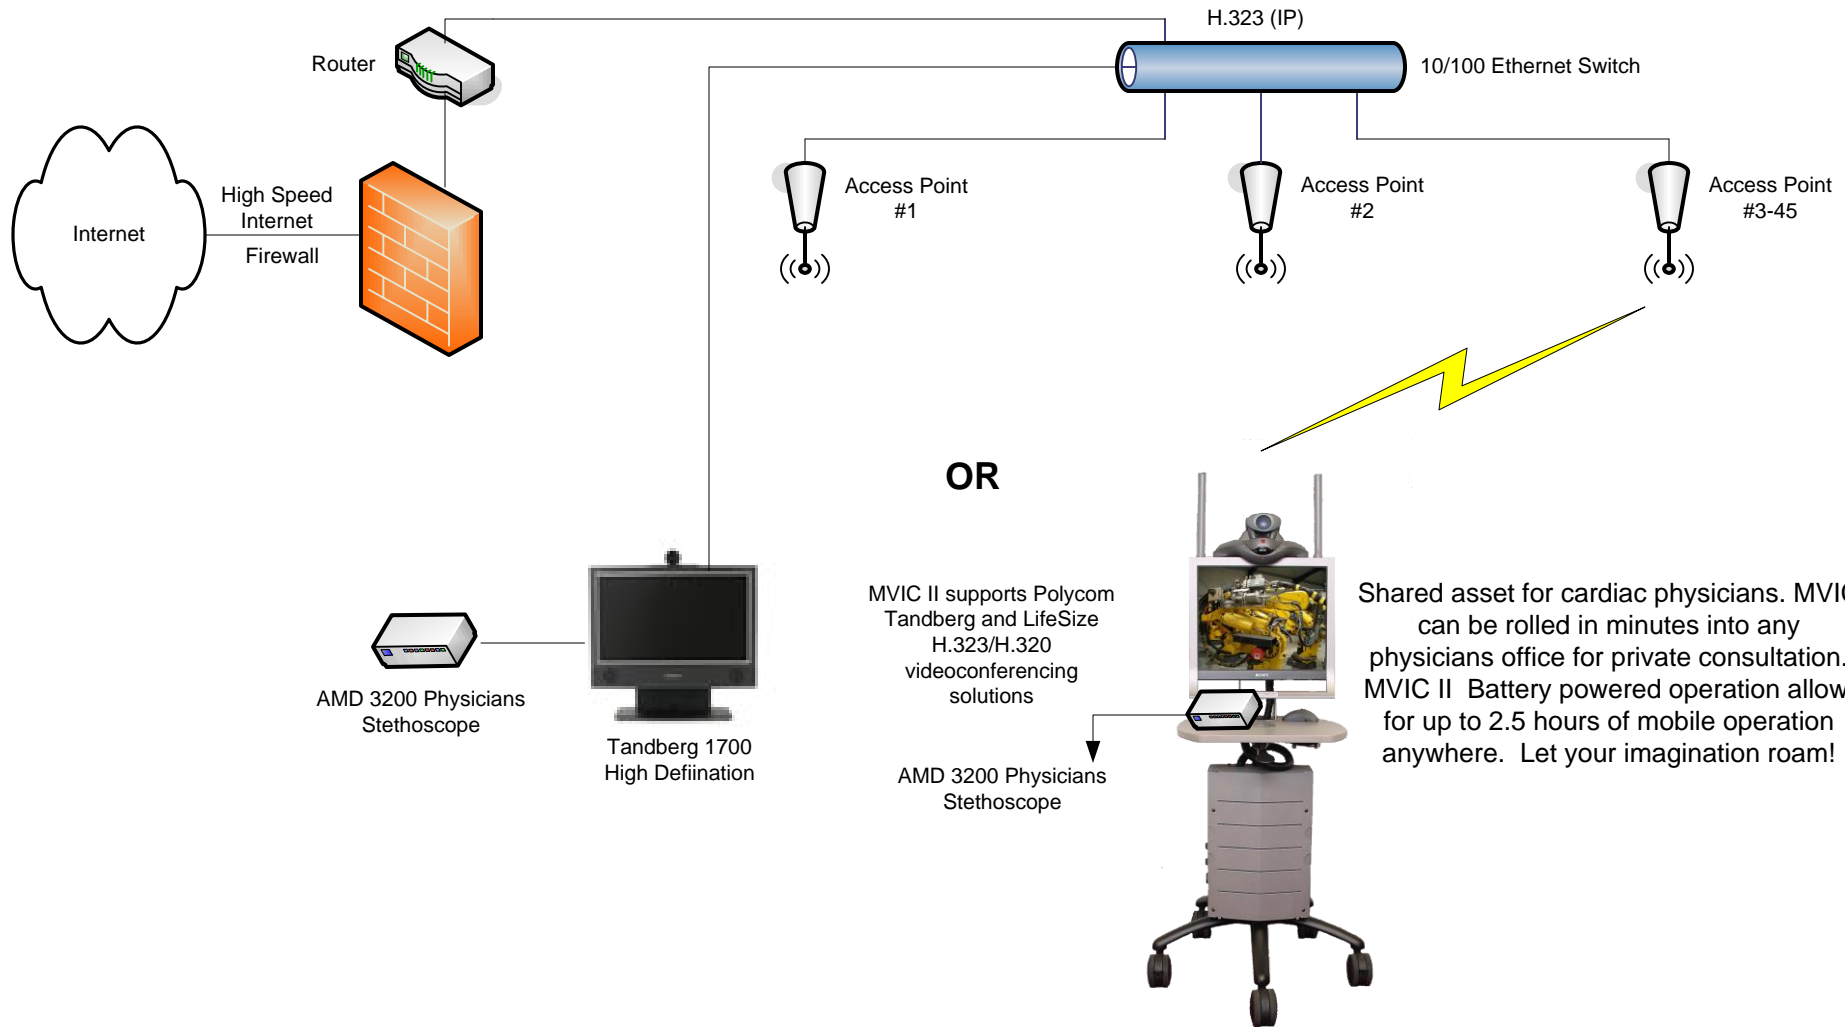 H.323 (IP)
Router
10/100 Ethernet Switch
High Speed
Internet
Firewall
Internet
Access Point
#1
Access Point
#2
Access Point
#3-45
OR
MVIC II supports Polycom
Tandberg and LifeSize
H.323/H.320
videoconferencing
solutions
Shared asset for cardiac physicians. MVIC
can be rolled in minutes into any
physicians office for private consultation.
MVIC II Battery powered operation allow
for up to 2.5 hours of mobile operation
anywhere. Let your imagination roam!
AMD 3200 Physicians
Stethoscope
Tandberg 1700
High Defiination
AMD 3200 Physicians
Stethoscope